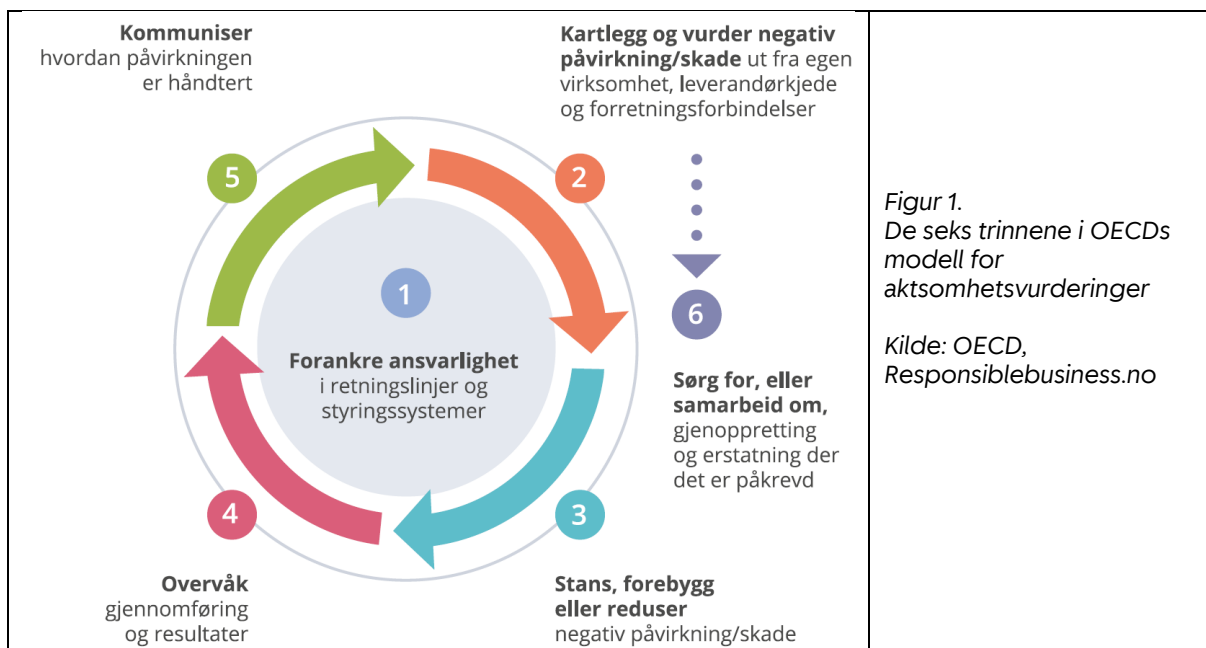 Kommuniser
hvordan påvirkningen
er håndtert
5
Kartlegg og vurder negativ
påvirkning/skade ut fra egen
virksomhet, leverandørkjede
og forretningsforbindelser
2
1
Forankre ansvarlighet
i retningslinjer og
styringssystemer
6
Sørg for, eller
samarbeid om,
gjenoppretting
og erstatning der
det er påkrevd
4
Overvåk
gjennomføring
og resultater
3
Stans, forebygg
eller reduser
negativ påvirkning/skade
Figur 1.
De seks trinnene i OECDs
modell for
aktsomhetsvurderinger
Kilde: OECD,
Responsiblebusiness.no